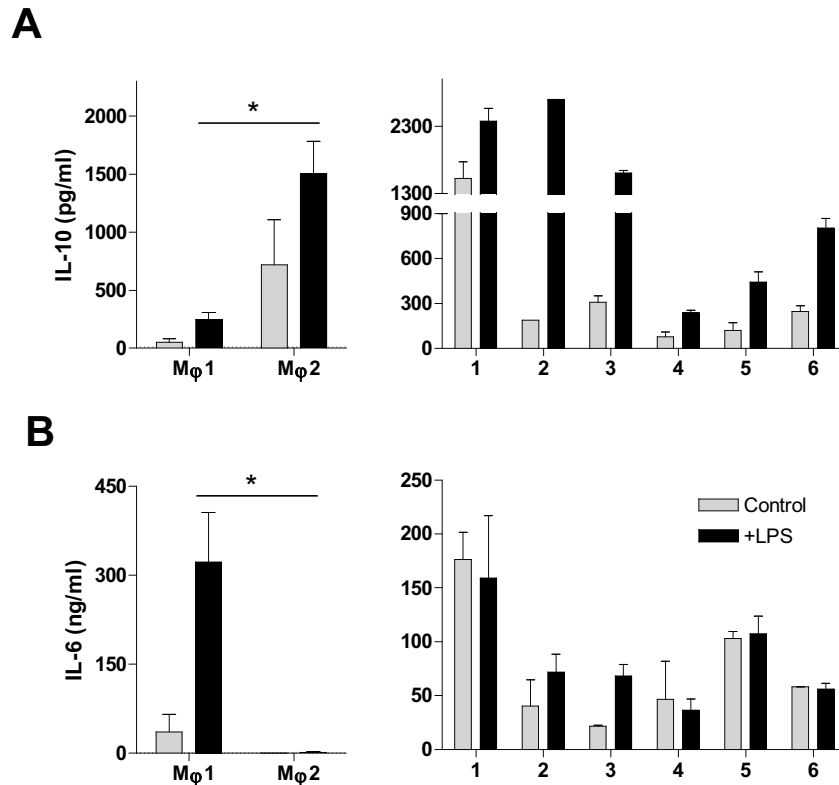 A
IL-10 (pg/ml)
2000
1500
1000
500
0
*
Mφ1 Mφ2
2300
1300
900
600
300
0
1 2 3 4 5 6
B
IL-6 (ng/ml)
450
300
150
0
*
Mφ1 Mφ2
250
200
150
100
50
0
Control
+LPS
1 2 3 4 5 6